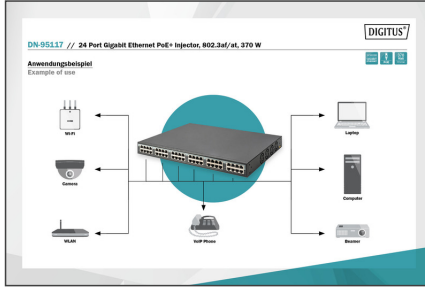 DIGITUS®
DN-95117 // 24 Port Gigabit Ethernet PoE+ Injector, 802.3af/at, 370 W
Anwendungsbeispiel
Example of use
Wi-Fi
Laptop
Camera
Computer
WLAN
VoIP Phone
Beamer